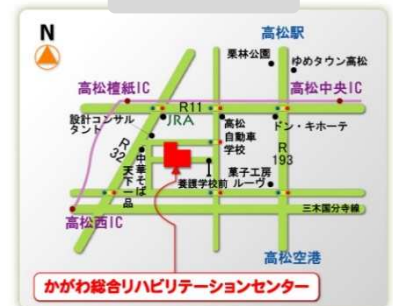 N
高松駅
栗林公園
ゆめタウン高松
高松檀紙IC
高松中央IC
R11
設計コンサル
タント
JRA
高松
自動車
学校
ドン・キホーテ
R
32
中華そば
天下一品
R
193
養護学校前
菓子工房
ルーヴ
高松西IC
三木国分寺線
高松空港
かがわ総合リハビリテーションセンター